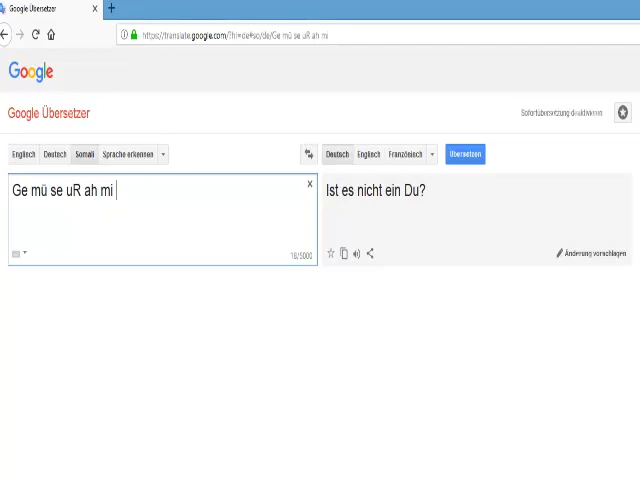 Google Übersetzer
https://translate.google.com/?hl=de#so/de/Ge mü se uR ah mi
Google
Google Übersetzer
Sofortübersetzung deaktivieren
Englisch Deutsch Somali Sprache erkennen
Deutsch Englisch Französisch Übersetzen
Ge mü se uR ah mi
Ist es nicht ein Du?
18/5000
Änderung vorschlagen